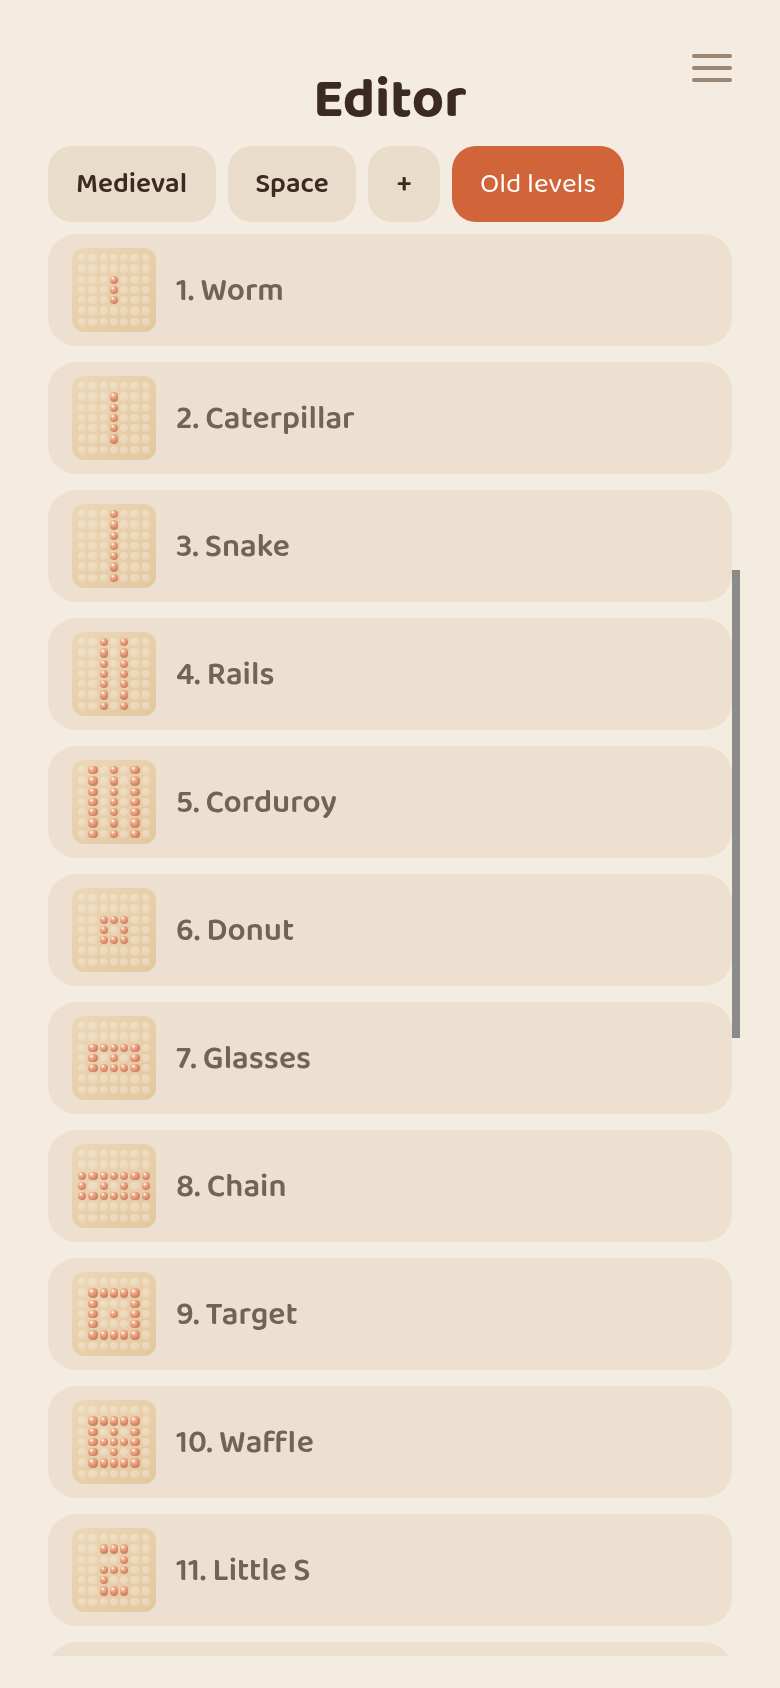 Editor
Medieval Space + Old levels
1. Worm
2. Caterpillar
3. Snake
4. Rails
5. Corduroy
6. Donut
7. Glasses
8. Chain
9. Target
10. Waffle
11. Little S